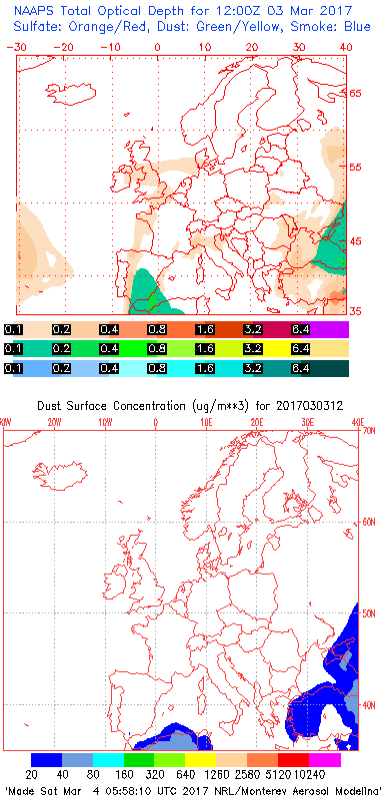 NAAPS Total Optical Depth for 12:00Z 03 Mar 2017
Sulfate: Orange/Red, Dust: Green/Yellow, Smoke: Blue
-30 -20 -10 0 10 20 30 40
65
55
45
35
0.1 0.2 0.4 0.8 1.6 3.2 6.4
0.1 0.2 0.4 0.8 1.6 3.2 6.4
0.1 0.2 0.4 0.8 1.6 3.2 6.4
Dust Surface Concentration (ug/m**3) for 2017030312
0W 20W 10W 0 10E 20E 30E 70N
60N
50N
40N
20 40 80 160 320 640 1260 2580 5120 10240
'Made Sat Mar 4 05:58:10 UTC 2017 NRL/Monterey Aerosol Modeling'